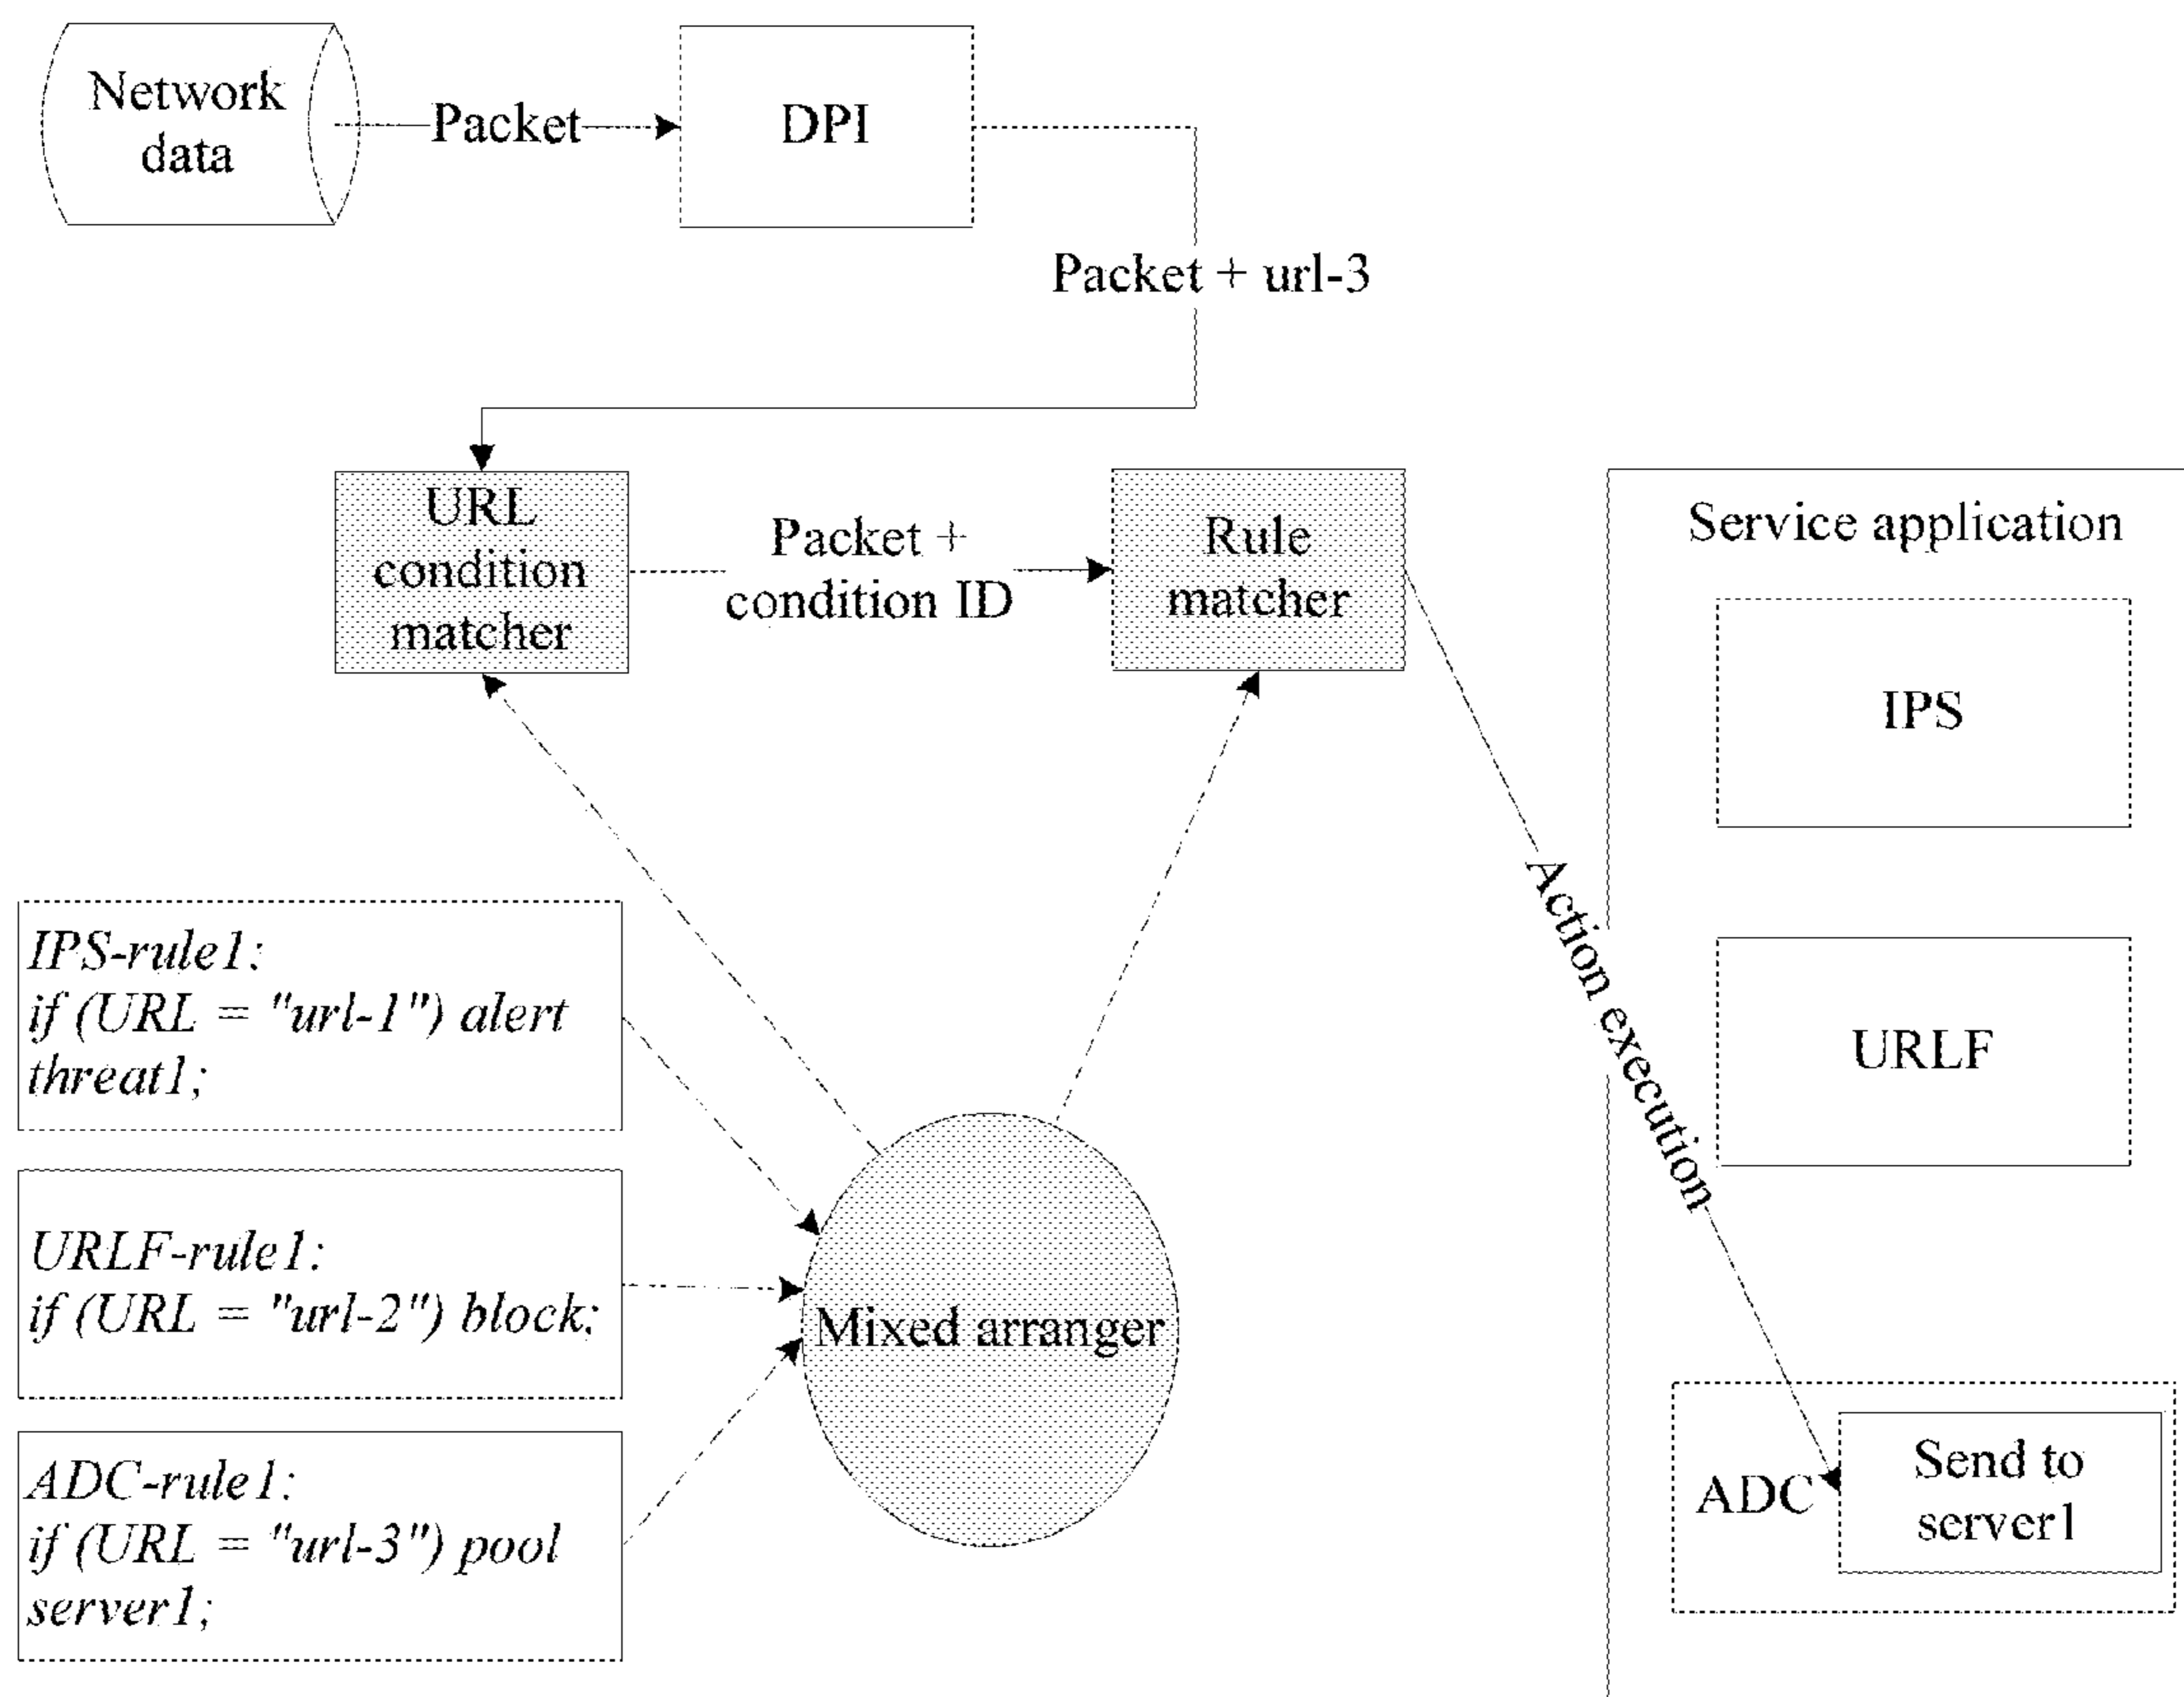 Network
data
Packet
DPI
Packet + url-3
URL
condition
matcher
Packet +
condition ID
Rule
matcher
Service application
IPS
URLF
Action execution
ADC
Send to
server1
IPS-rule1:
if (URL = "url-1") alert
threat1;
URLF-rule1:
if (URL = "url-2") block;
ADC-rule1:
if (URL = "url-3") pool
server1;
Mixed arranger